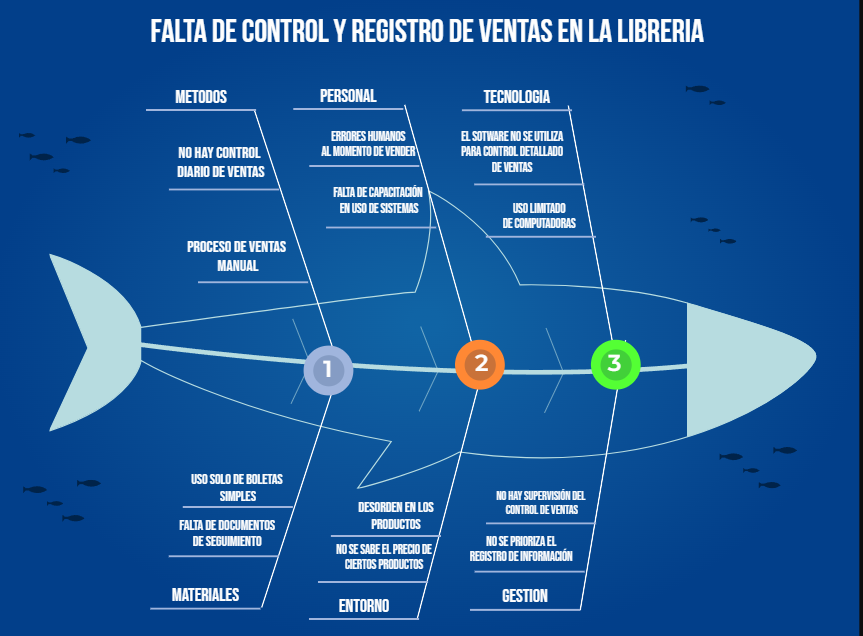 FALTA DE CONTROL Y REGISTRO DE VENTAS EN LA LIBRERIA
METODOS
NO HAY CONTROL
DIARIO DE VENTAS
PROCESO DE VENTAS
MANUAL
PERSONAL
ERRORES HUMANOS
AL MOMENTO DE VENDER
FALTA DE CAPACITACIÓN
EN USO DE SISTEMAS
TECNOLOGIA
EL SOTWARE NO SE UTILIZA
PARA CONTROL DETALLADO
DE VENTAS
USO LIMITADO
DE COMPUTADORAS
1
2
3
USO SOLO DE BOLETAS
SIMPLES
FALTA DE DOCUMENTOS
DE SEGUIMIENTO
MATERIALES
DESORDEN EN LOS
PRODUCTOS
NO SE SABE EL PRECIO DE
CIERTOS PRODUCTOS
ENTORNO
NO HAY SUPERVISIÓN DEL
CONTROL DE VENTAS
NO SE PRIORIZA EL
REGISTRO DE INFORMACIÓN
GESTION